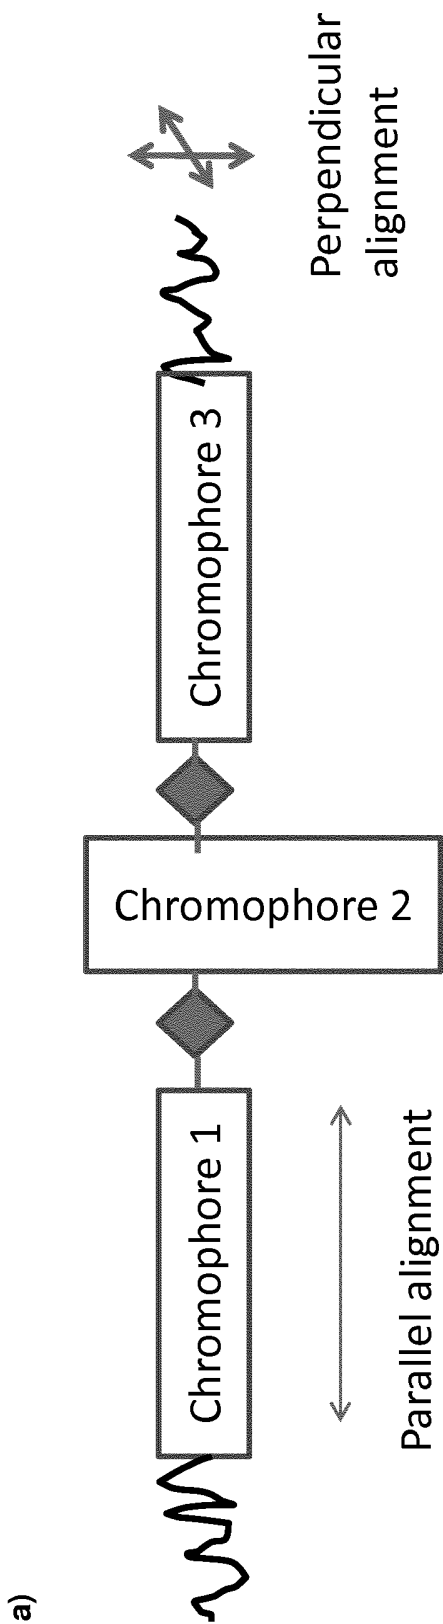 a)
Chromophore 1
Chromophore 2
Chromophore 3
Parallel alignment
Perpendicular
alignment